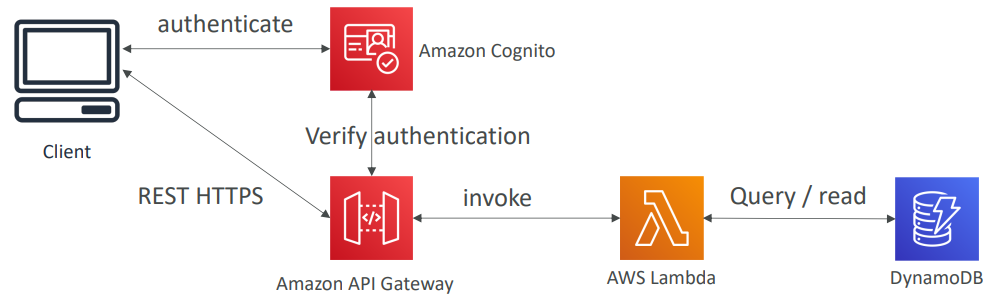 authenticate
Amazon Cognito
Client
Verify authentication
REST HTTPS
invoke
Query / read
Amazon API Gateway
AWS Lambda
DynamoDB